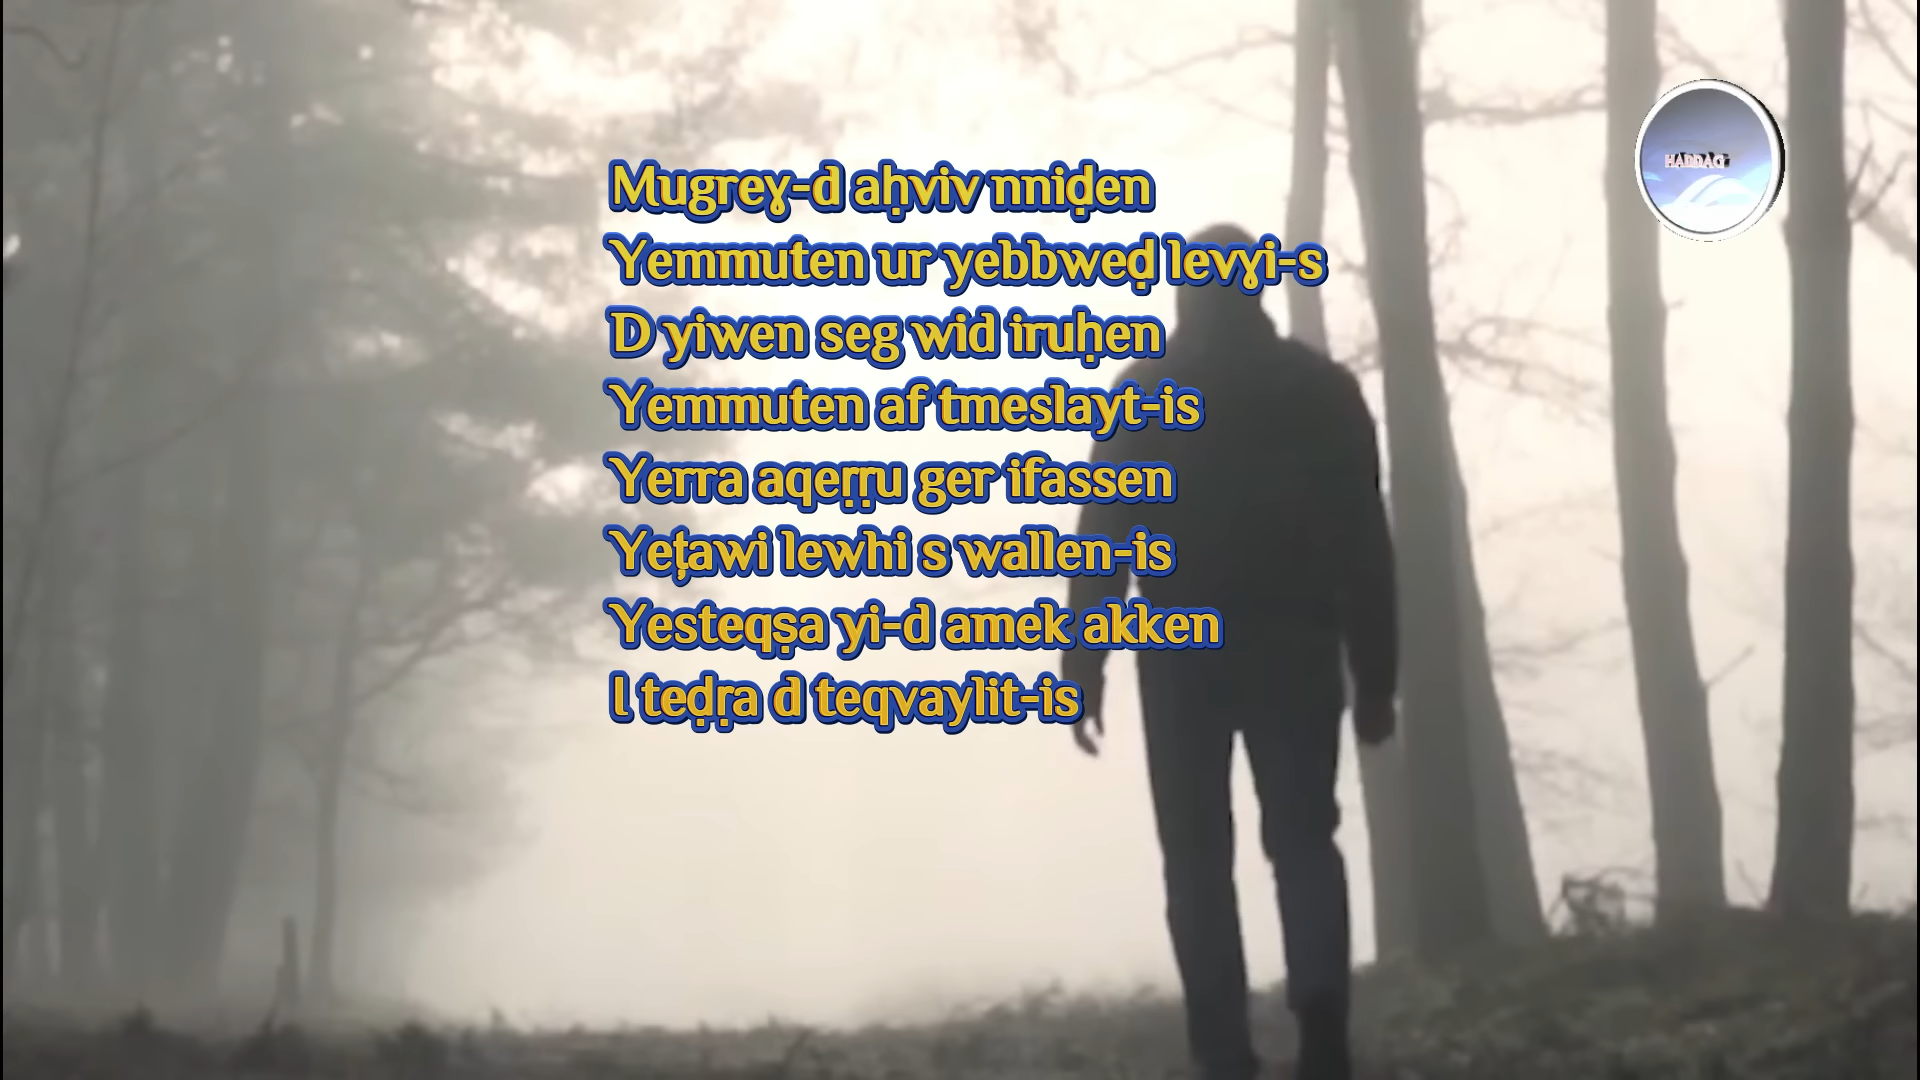 Mugreɣ-d aḥviv nniḍen
Yemmuten ur yebbweḍ levɣi-s
D yiwen seg wid iruḥen
Yemmuten af tmeslayt-is
Yerra aqeṛṛu ger ifassen
Yeţawi lewhi s wallen-is
Yesteqṣa yi-d amek akken
I teḍṛa d teqvaylit-is